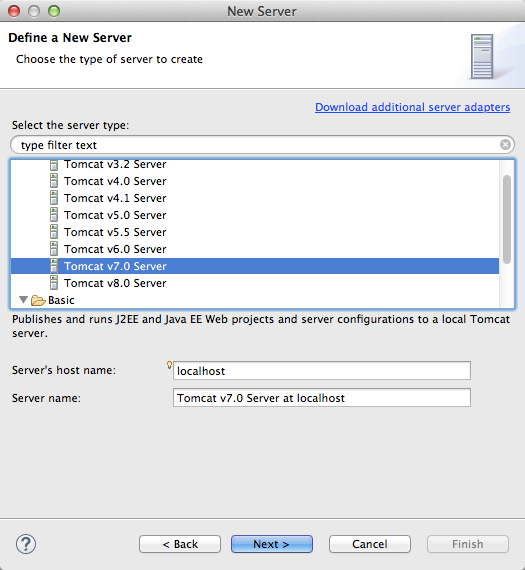 New Server
Define a New Server
Choose the type of server to create
Download additional server adapters
Select the server type:
type filter text
Tomcat v3.2 Server
Tomcat v4.0 Server
Tomcat v4.1 Server
Tomcat v5.0 Server
Tomcat v5.5 Server
Tomcat v6.0 Server
Tomcat v7.0 Server
Tomcat v8.0 Server
Basic
Publishes and runs J2EE and Java EE Web projects and server configurations to a local Tomcat
server.
Server's host name:
localhost
Server name:
Tomcat v7.0 Server at localhost
?
< Back
Next >
Cancel
Finish